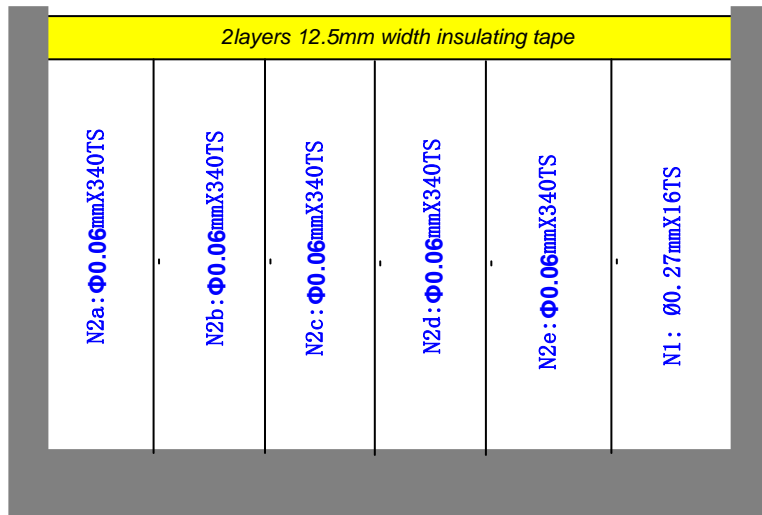 2layers 12.5mm width insulating tape
N2a:Φ0.06mmX340TS
N2b:Φ0.06mmX340TS
N2c:Φ0.06mmX340TS
N2d:Φ0.06mmX340TS
N2e:Φ0.06mmX340TS
N1: Ø0.27mmX16TS